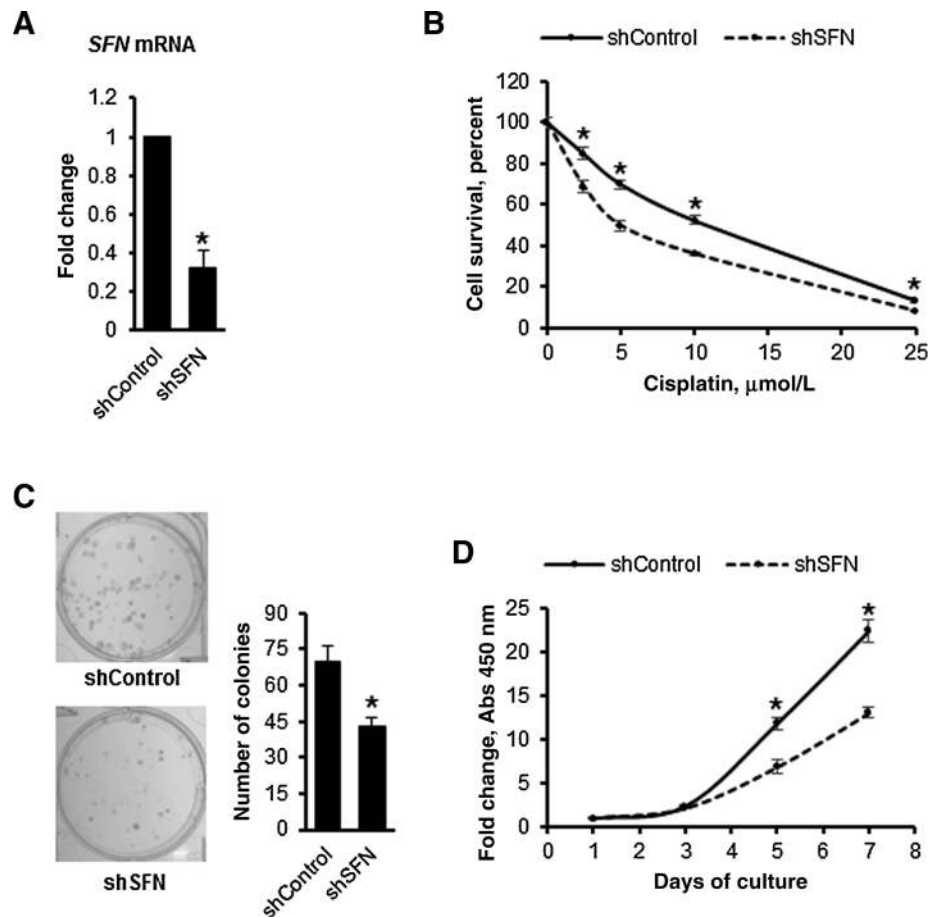 A
SFN mRNA
Fold change
1.2
1
0.8
0.6
0.4
0.2
0
*
shControl
shSFN
B
shControl shSFN
Cell survival, percent
120
100
80
60
40
20
0
* * * *
0 5 10 15 20 25
Cisplatin, μmol/L
C
shControl
shSFN
Number of colonies
90
75
60
45
30
15
0
*
shControl
shSFN
D
shControl shSFN
Fold change, Abs 450 nm
25
20
15
10
5
0
* *
0 1 2 3 4 5 6 7 8
Days of culture